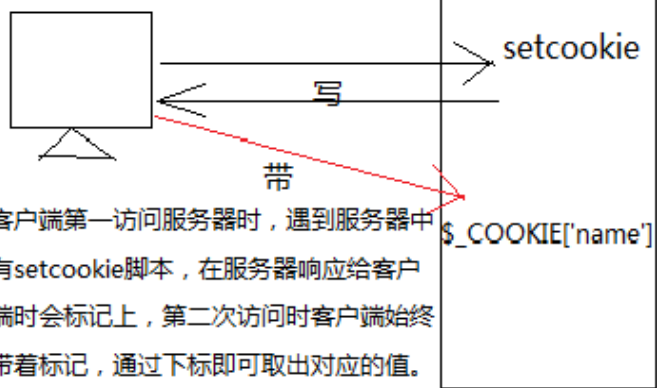 setcookie
写
带
客户端第一访问服务器时，遇到服务器中
$_COOKIE['name']
有setcookie脚本，在服务器响应给客户
端时会标记上，第二次访问时客户端始终
带着标记，通过下标即可取出对应的值。